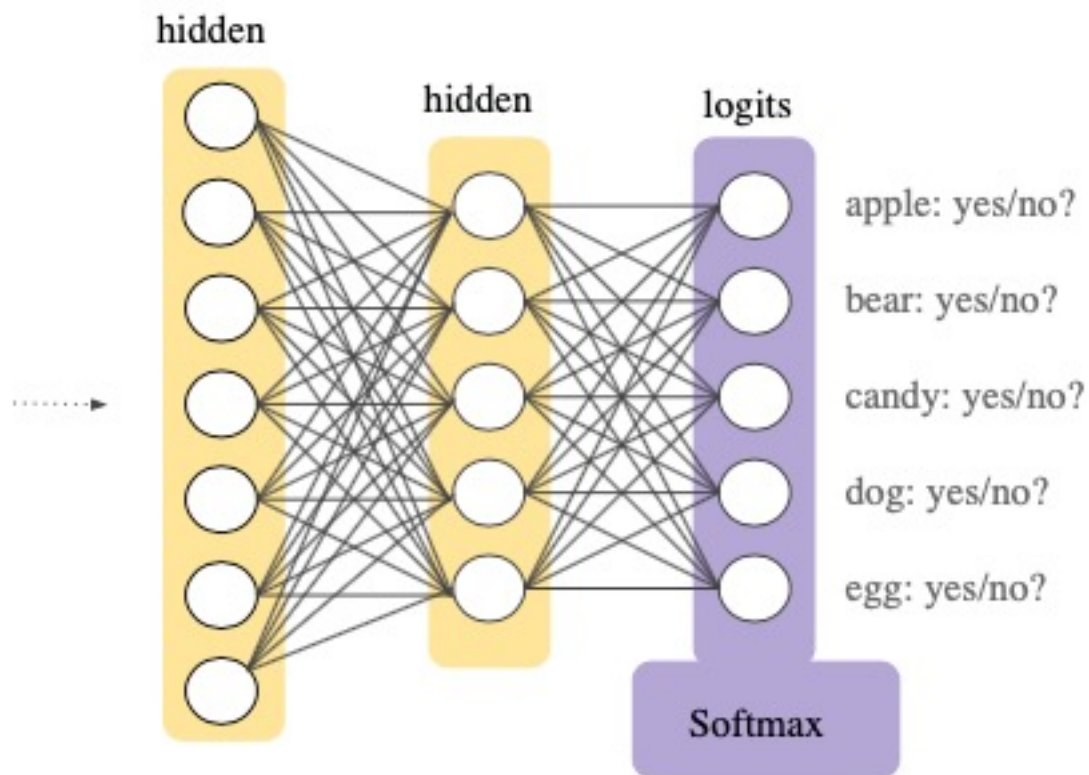 hidden
hidden
logits
apple: yes/no?
bear: yes/no?
candy: yes/no?
dog: yes/no?
egg: yes/no?
Softmax